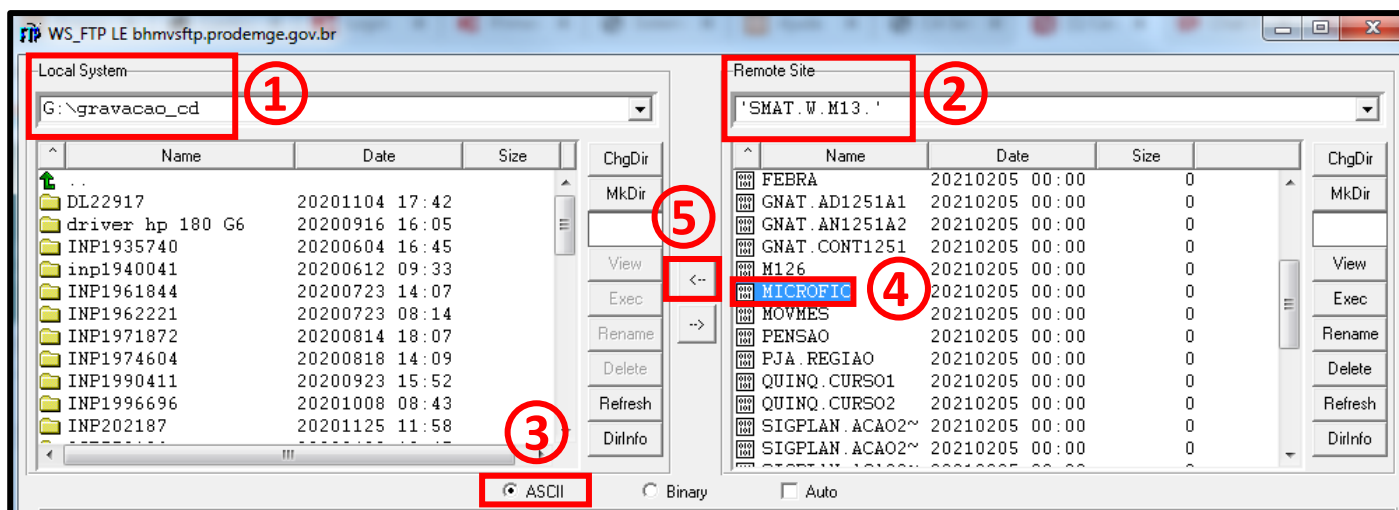 WS_FTP LE bhmvsftp.prodemge.gov.br
Local System
1
G:\gravacao_cd
^ Name Date Size
ChgDir
..
DL22917 20201104 17:42
MkDir
driver hp 180 G6 20200916 16:05
INP1935740 20200604 16:45
inp1940041 20200612 09:33
View
INP1961844 20200723 14:07
Exec
INP1962221 20200723 08:14
INP1971872 20200814 18:07
Rename
INP1974604 20200818 14:09
Delete
INP1990411 20200923 15:52
INP1996696 20201008 08:43
Refresh
INP202187 20201125 11:58
DirInfo
3
5
<--
-->
Remote Site
2
'SMAT.W.M13.'
^ Name Date Size
ChgDir
FEBRA 20210205 00:00 0
MkDir
GNAT.AD1251A1 20210205 00:00 0
GNAT.AN1251A2 20210205 00:00 0
GNAT.CONT1251 20210205 00:00 0
M126 20210205 00:00 0
View
MICROFIC 4 20210205 00:00 0
Exec
MOVMES 20210205 00:00 0
PENSAO 20210205 00:00 0
Rename
PJA.REGIAO 20210205 00:00 0
Delete
QUINQ.CURSO1 20210205 00:00 0
QUINQ.CURSO2 20210205 00:00 0
Refresh
SIGPLAN.ACAO2~ 20210205 00:00 0
DirInfo
SIGPLAN.ACAO2~ 20210205 00:00 0
ASCII Binary Auto